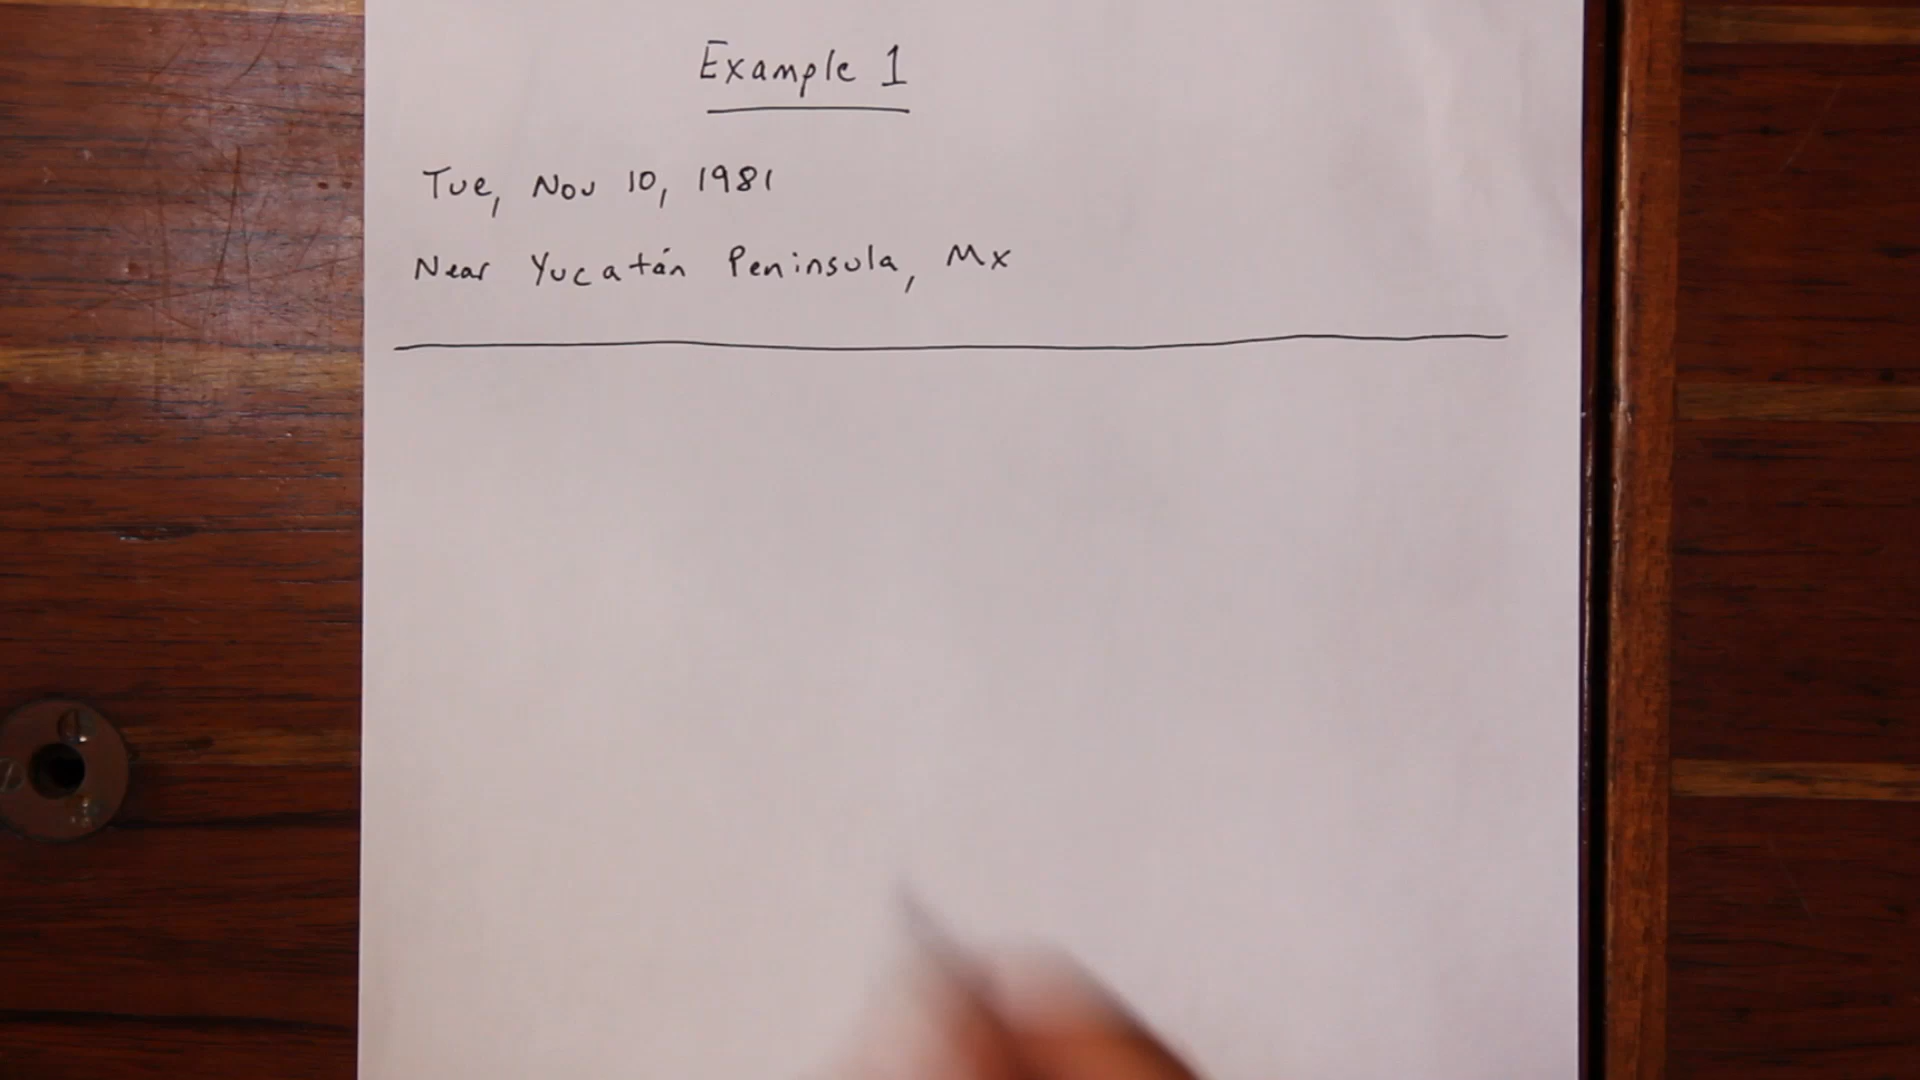 Example 1
Tue, Nov 10, 1981
Near Yucatán Peninsula, Mx